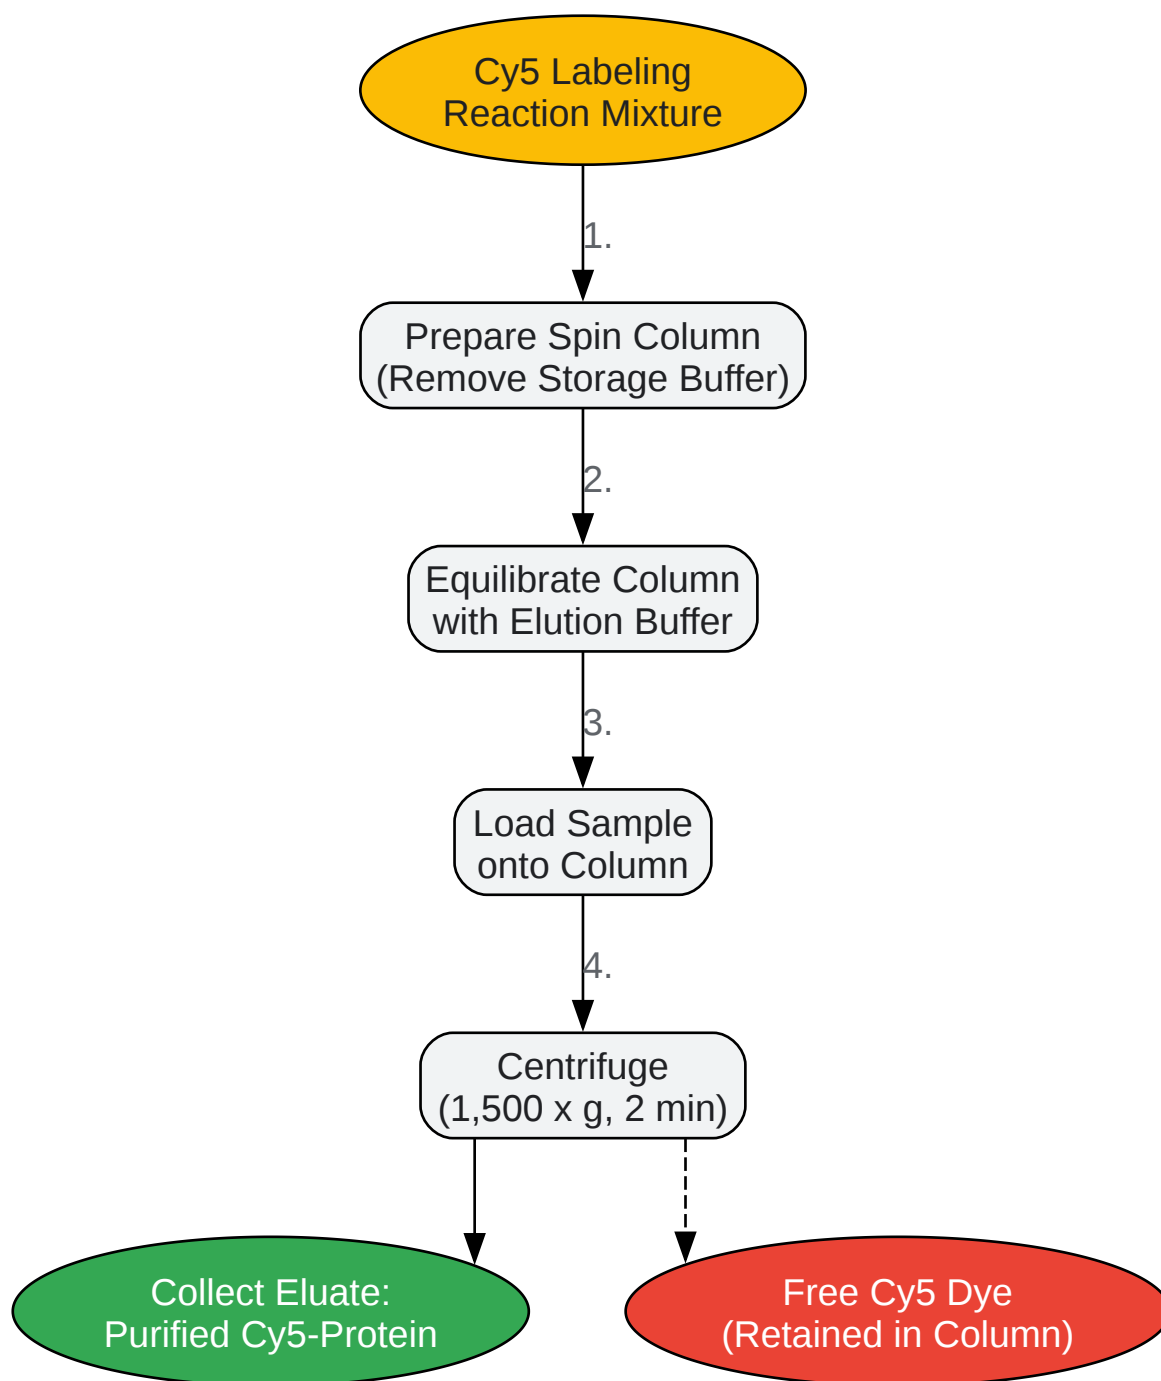 Cy5 Labeling
Reaction Mixture
1.
Prepare Spin Column
(Remove Storage Buffer)
2.
Equilibrate Column
with Elution Buffer
3.
Load Sample
onto Column
4.
Centrifuge
(1,500 x g, 2 min)
Collect Eluate:
Purified Cy5-Protein
Free Cy5 Dye
(Retained in Column)